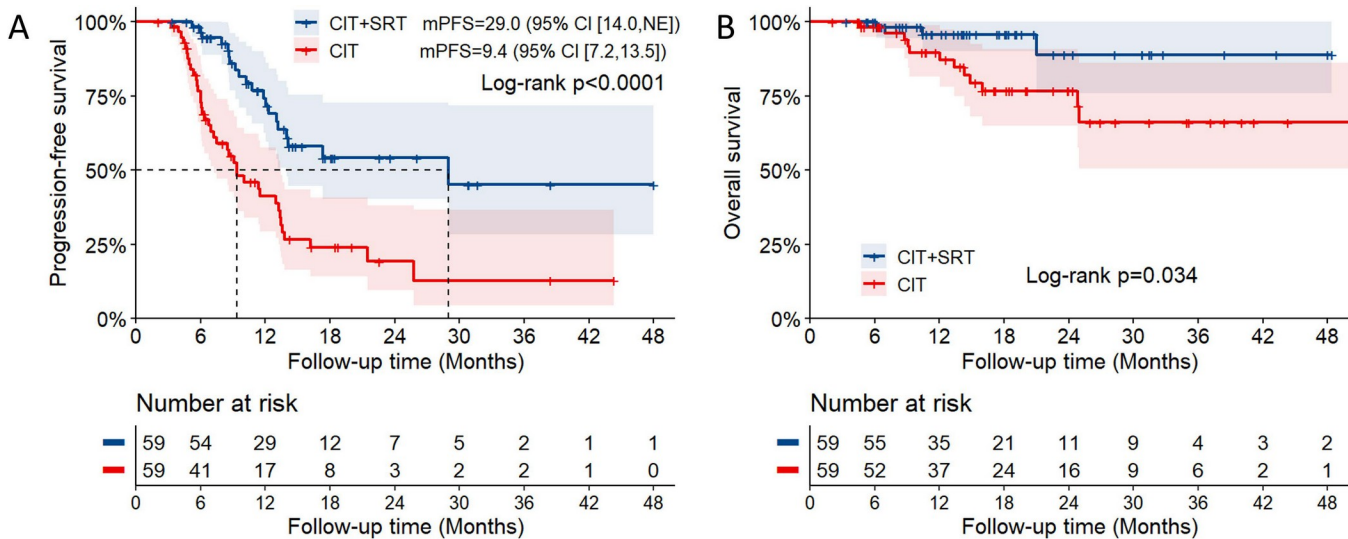 A
CIT+SRT mPFS=29.0 (95% CI [14.0,NE])
CIT mPFS=9.4 (95% CI [7.2,13.5])
Log-rank p<0.0001
Progression-free survival
100%
75%
50%
25%
0%
0 6 12 18 24 30 36 42 48
Follow-up time (Months)
Number at risk
59 54 29 12 7 5 2 1 1
59 41 17 8 3 2 2 1 0
0 6 12 18 24 30 36 42 48
Follow-up time (Months)
B
Overall survival
100%
75%
50%
25%
0%
CIT+SRT
CIT
Log-rank p=0.034
0 6 12 18 24 30 36 42 48
Follow-up time (Months)
Number at risk
59 55 35 21 11 9 4 3 2
59 52 37 24 16 9 6 2 1
0 6 12 18 24 30 36 42 48
Follow-up time (Months)